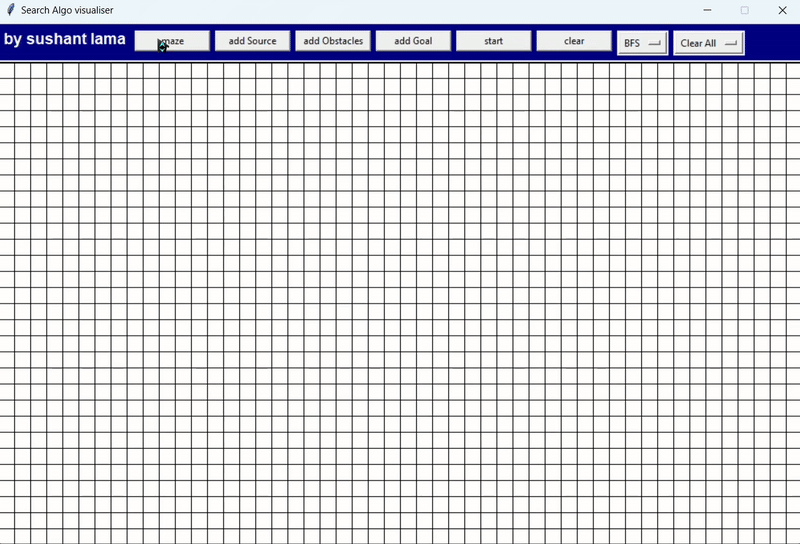 Search Algo visualiser
by sushant lama
maze
add Source
add Obstacles
add Goal
start
clear
BFS
Clear All